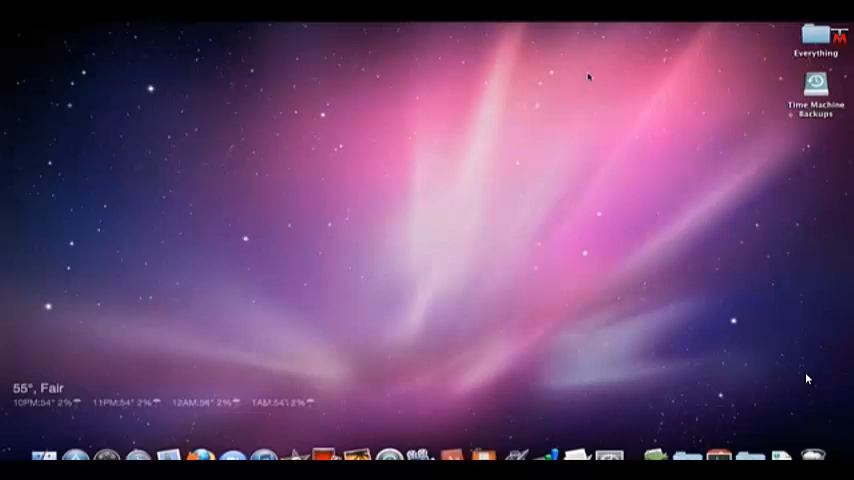 Everything
Time Machine
Backups
55°, Fair
10PM:54° 2% 11PM:54° 2% 12AM:54° 2% 1AM:54° 2%